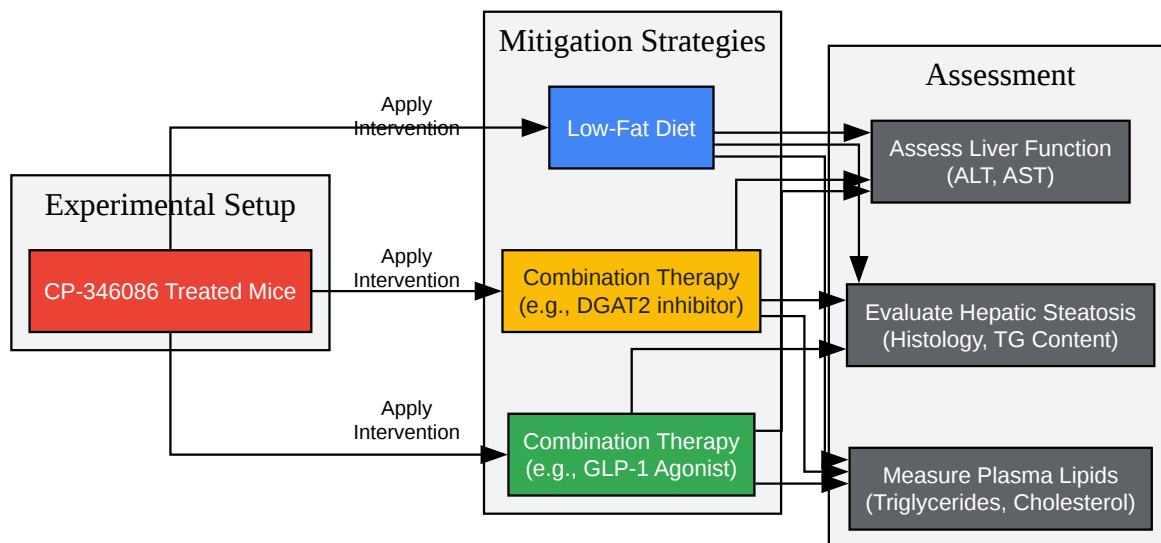 Experimental Setup
CP-346086 Treated Mice
Apply
Intervention
Apply
Intervention
Apply
Intervention
Mitigation Strategies
Low-Fat Diet
Combination Therapy
(e.g., DGAT2 inhibitor)
Combination Therapy
(e.g., GLP-1 Agonist)
Assessment
Assess Liver Function
(ALT, AST)
Evaluate Hepatic Steatosis
(Histology, TG Content)
Measure Plasma Lipids
(Triglycerides, Cholesterol)